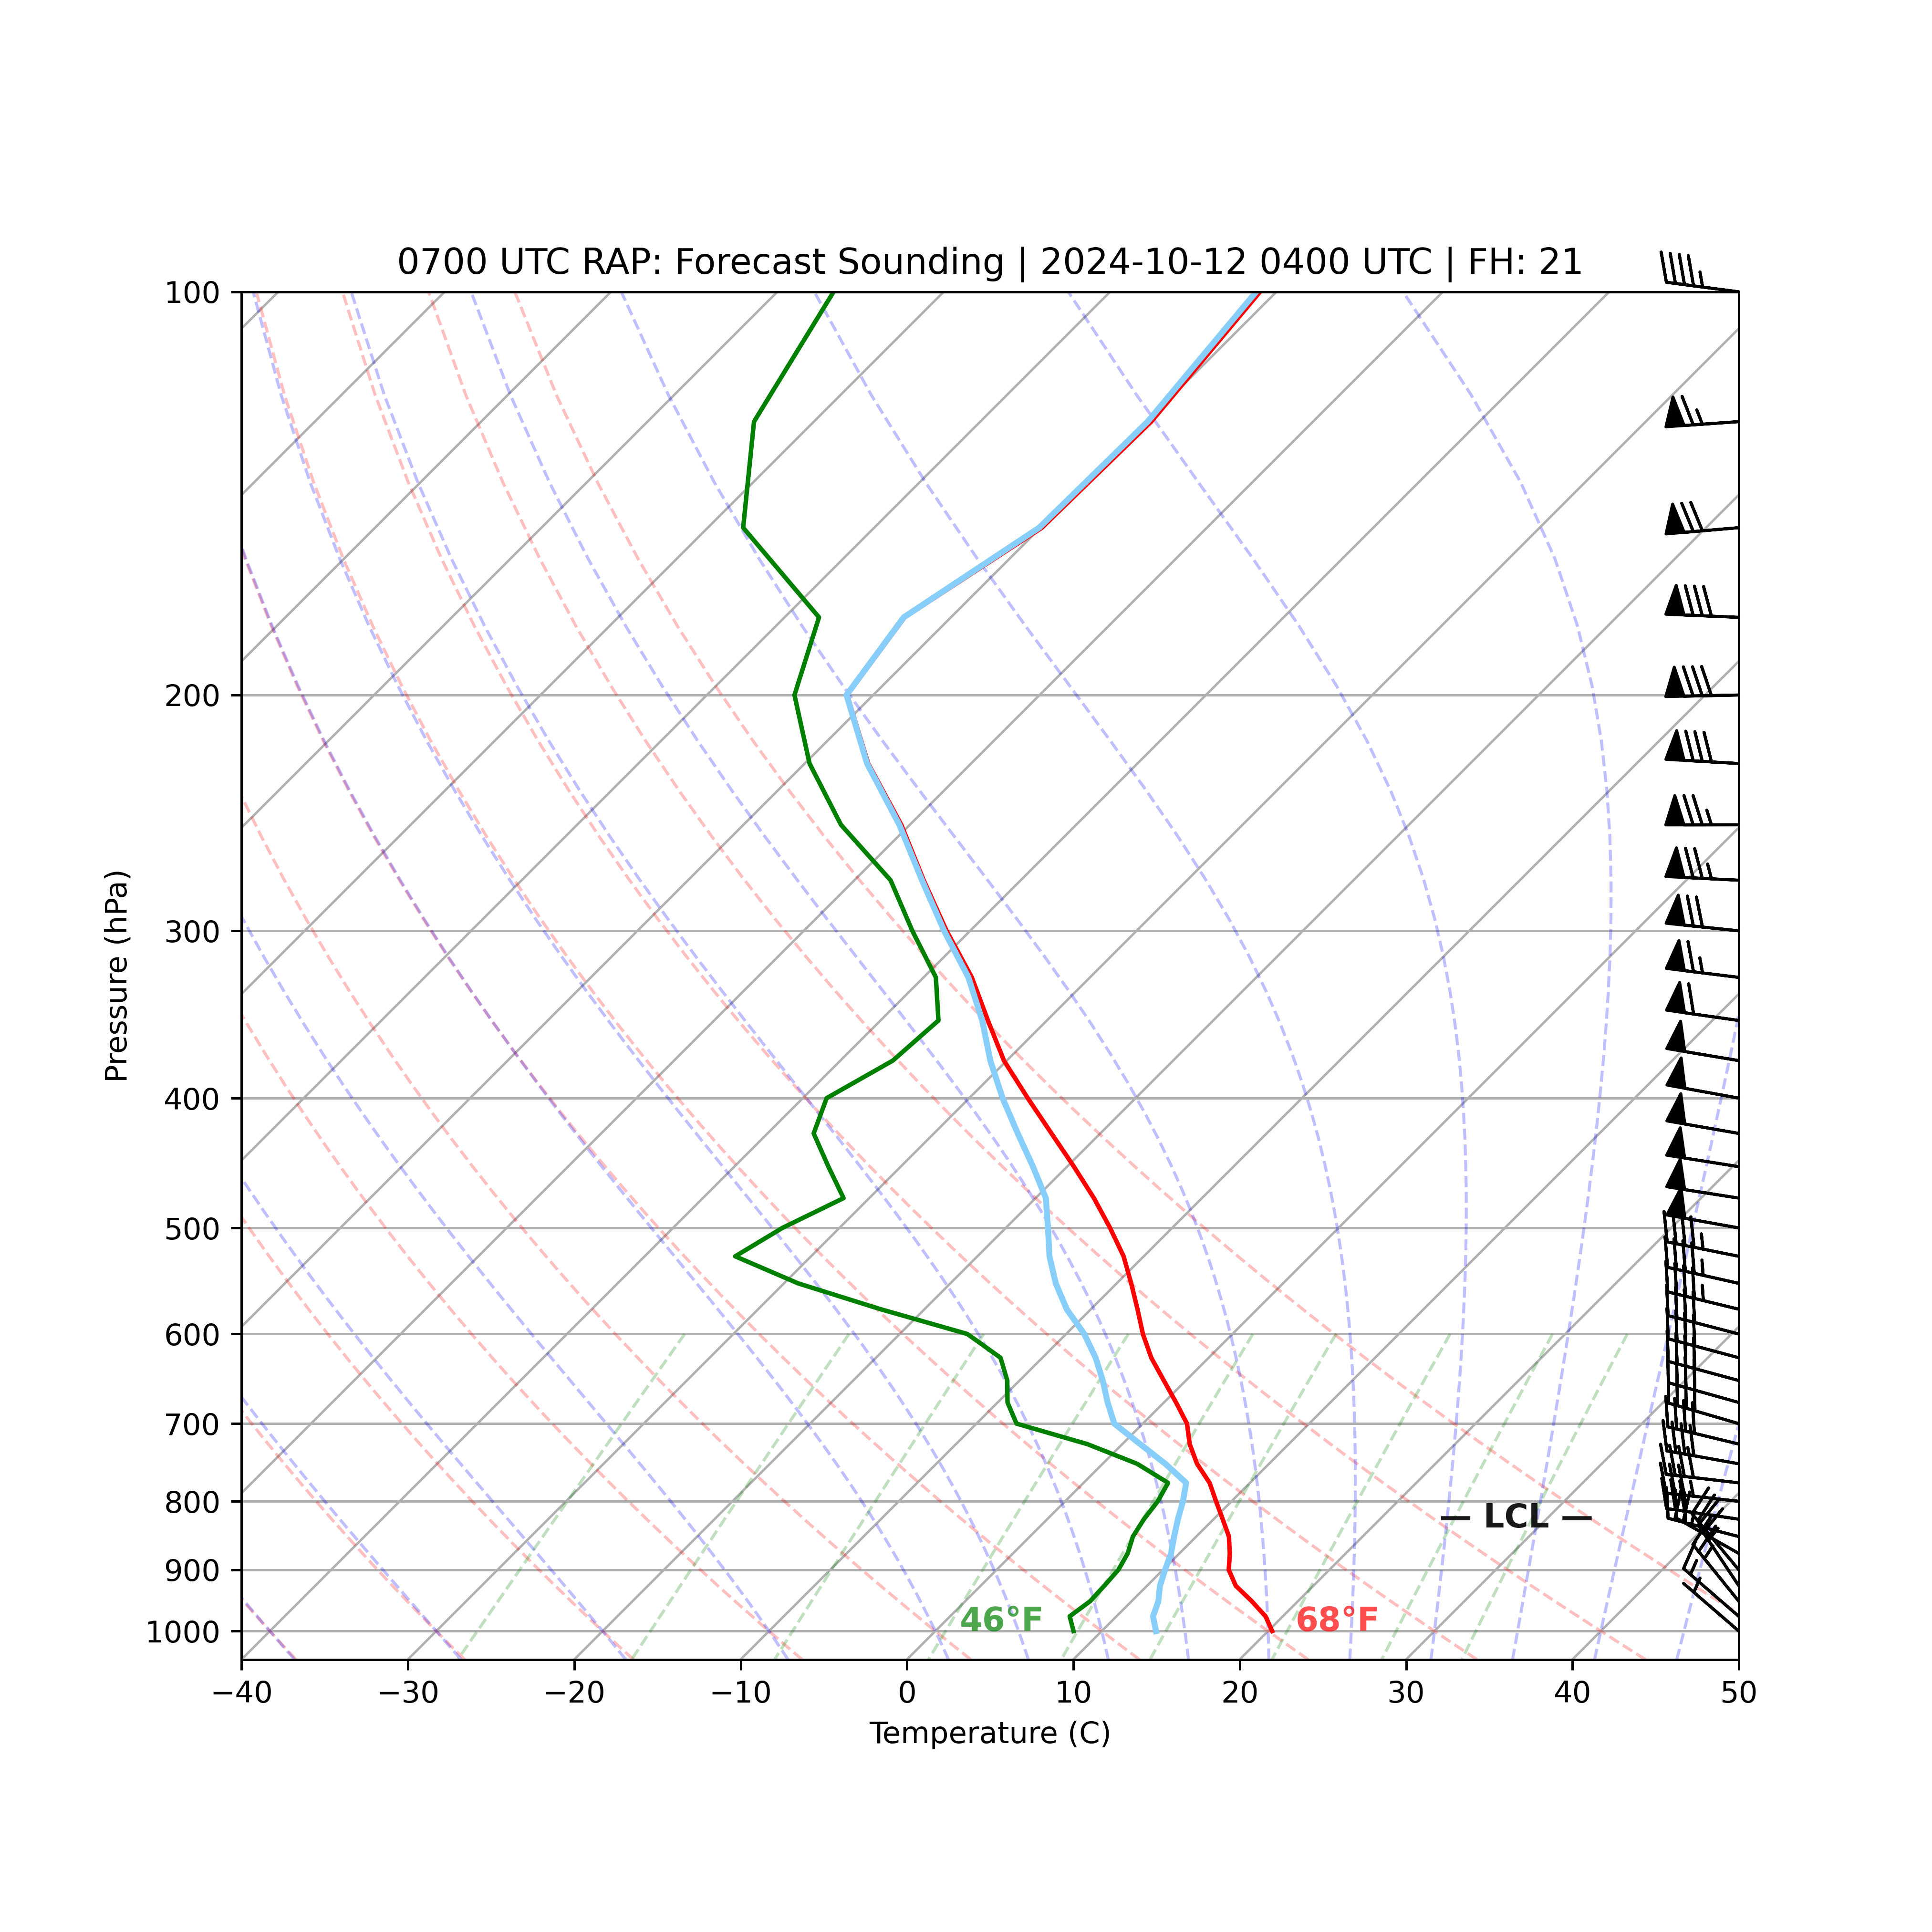 0700 UTC RAP: Forecast Sounding | 2024-10-12 0400 UTC | FH: 21
100
200
300
400
500
600
700
800
900
1000
Pressure (hPa)
— LCL —
46°F
68°F
−40 −30 −20 −10 0 10 20 30 40 50
Temperature (C)